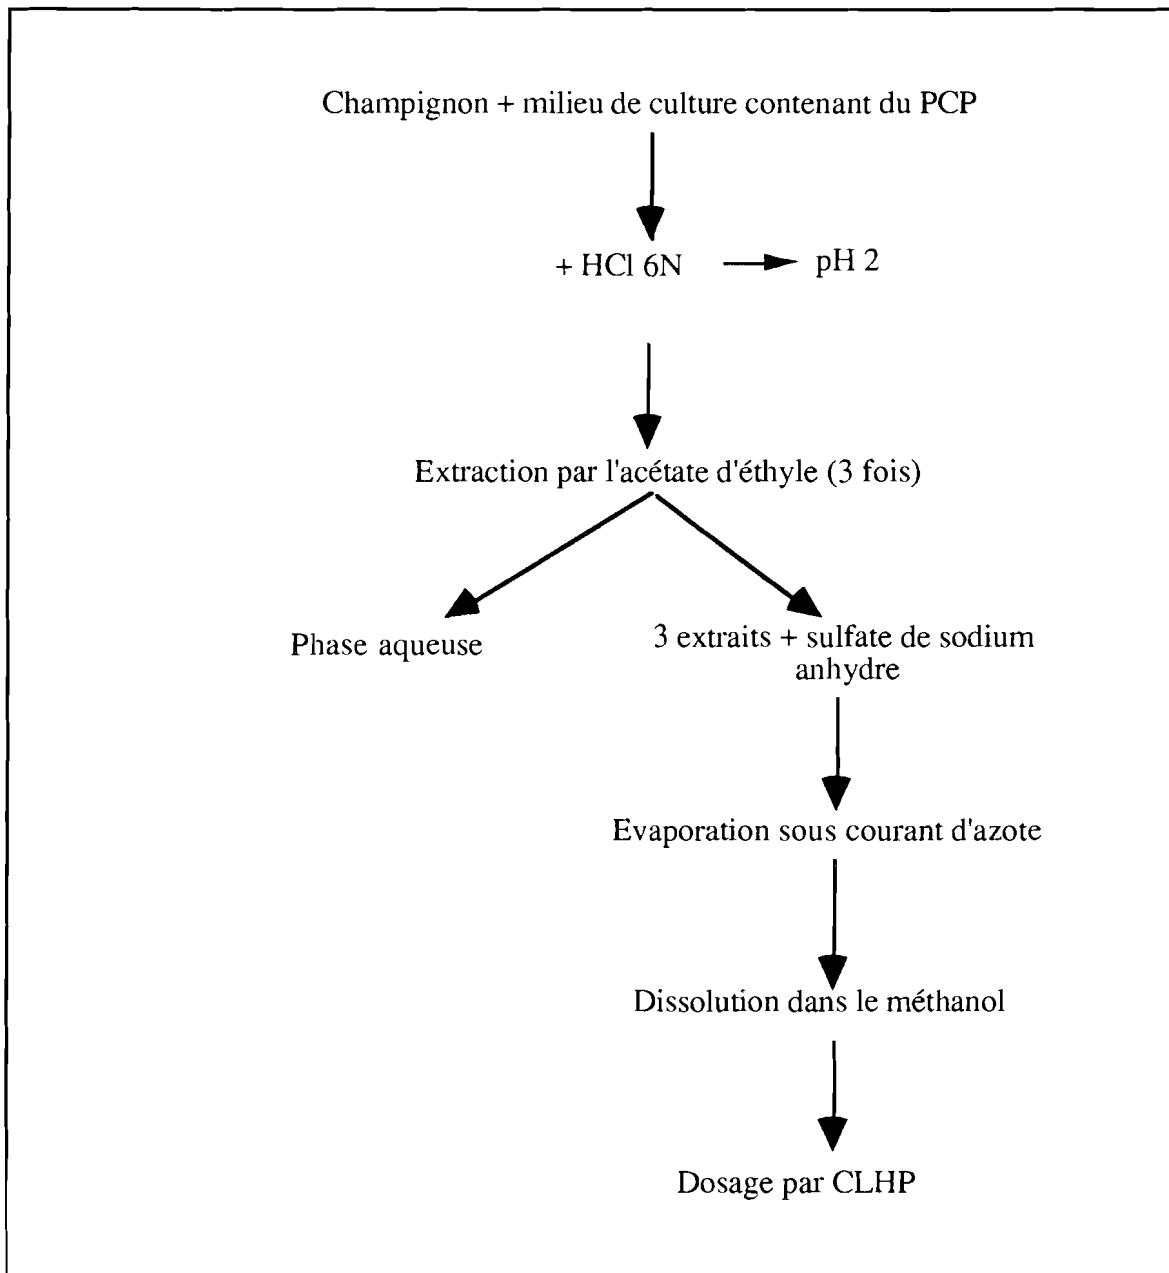 Champignon + milieu de culture contenant du PCP
+ HCl 6N
pH 2
Extraction par l'acétate d'éthyle (3 fois)
Phase aqueuse
3 extraits + sulfate de sodium
anhydre
Evaporation sous courant d'azote
Dissolution dans le méthanol
Dosage par CLHP